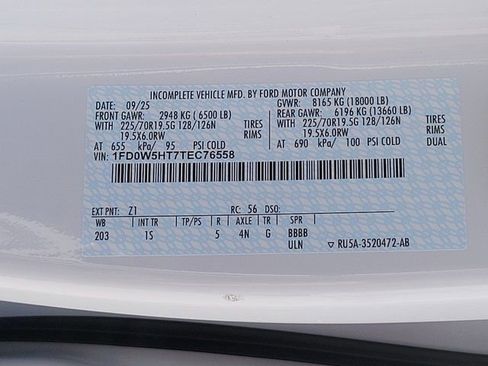 INCOMPLETE VEHICLE MFD. BY FORD MOTOR COMPANY
DATE: 09/25 GVWR: 8165 KG (18000 LB)
FRONT GAWR: 2948 KG (6500 LB) REAR GAWR: 6196 KG (13660 LB)
WITH 225/70R19.5G 128/126N TIRES WITH 225/70R19.5G 128/126N TIRES
19.5X6.0RW RIMS 19.5X6.0RW RIMS
AT 655 kPa/ 95 PSI COLD AT 690 kPa/ 100 PSI COLD DUAL
VIN: 1FD0W5HT7TEC76558
EXT PNT: Z1 RC: 56 DSO:
WB INT TR TP/PS R AXLE TR SPR
203 1S 5 4N G BBBB
ULN ▽ RU5A-3520472-AB